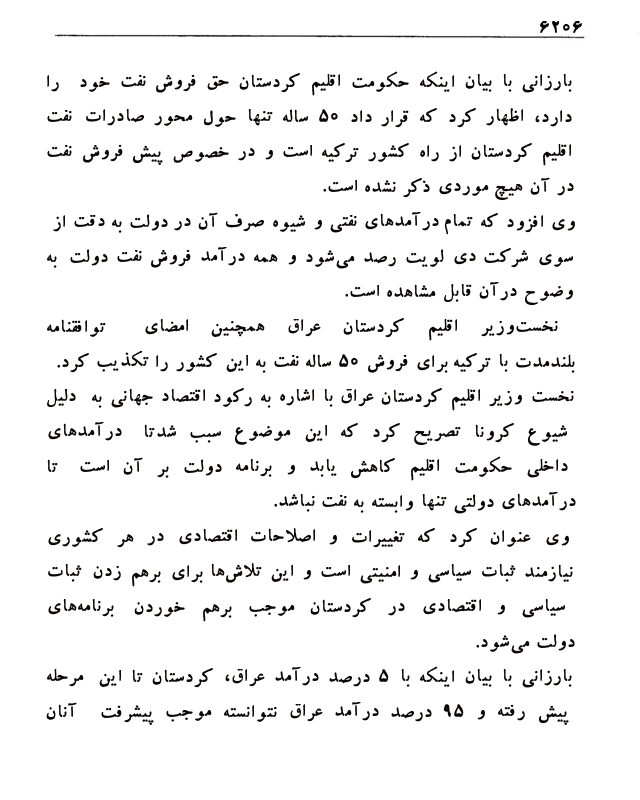 ۶۲۰۶
بارزانی با بیان اینکه حکومت اقلیم کردستان حق فروش نفت خود را
دارد، اظهار کرد که قرار داد ۵۰ ساله تنها حول محور صادرات نفت
اقلیم کردستان از راه کشور ترکیه است و در خصوص پیش فروش نفت
در آن هیچ موردی ذکر نشده است.
وی افزود که تمام درآمدهای نفتی و شیوه صرف آن در دولت به دقت از
سوی شرکت دی لویت رصد می‌شود و همه درآمد فروش نفت دولت به
وضوح درآن قابل مشاهده است.
نخست‌وزیر اقلیم کردستان عراق همچنین امضای توافقنامه
بلندمدت با ترکیه برای فروش ۵۰ ساله نفت به این کشور را تکذیب کرد.
نخست وزیر اقلیم کردستان عراق با اشاره به رکود اقتصاد جهانی به دلیل
شیوع کرونا تصریح کرد که این موضوع سبب شدتا درآمدهای
داخلی حکومت اقلیم کاهش یابد و برنامه دولت بر آن است تا
درآمدهای دولتی تنها وابسته به نفت نباشد.
وی عنوان کرد که تغییرات و اصلاحات اقتصادی در هر کشوری
نیازمند ثبات سیاسی و امنیتی است و این تلاش‌ها برای برهم زدن ثبات
سیاسی و اقتصادی در کردستان موجب برهم خوردن برنامه‌های
دولت می‌شود.
بارزانی با بیان اینکه با ۵ درصد درآمد عراق، کردستان تا این مرحله
پیش رفته و ۹۵ درصد درآمد عراق نتوانسته موجب پیشرفت آنان